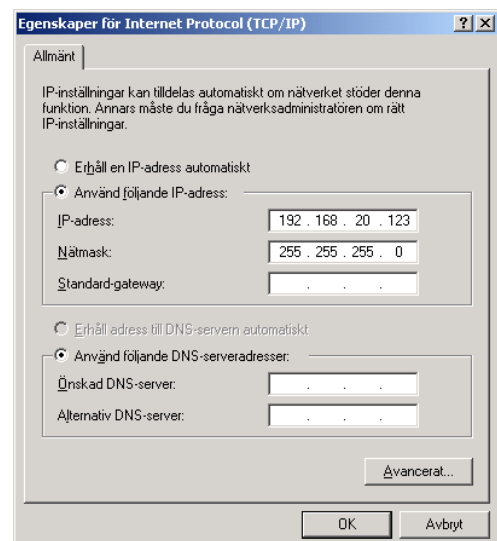 Egenskaper för Internet Protocol (TCP/IP)
Allmänt
IP-inställningar kan tilldelas automatiskt om nätverket stöder denna
funktion. Annars måste du fråga nätverksadministratören om rätt
IP-inställningar.
Erhåll en IP-adress automatiskt
Använd följande IP-adress:
IP-adress: 192 . 168 . 20 . 123
Nätmask: 255 . 255 . 255 . 0
Standard-gateway: . . .
Erhåll adress till DNS-servern automatiskt
Använd följande DNS-serveradresser:
Önskad DNS-server: . . .
Alternativ DNS-server: . . .
Avancerat...
OK Avbryt